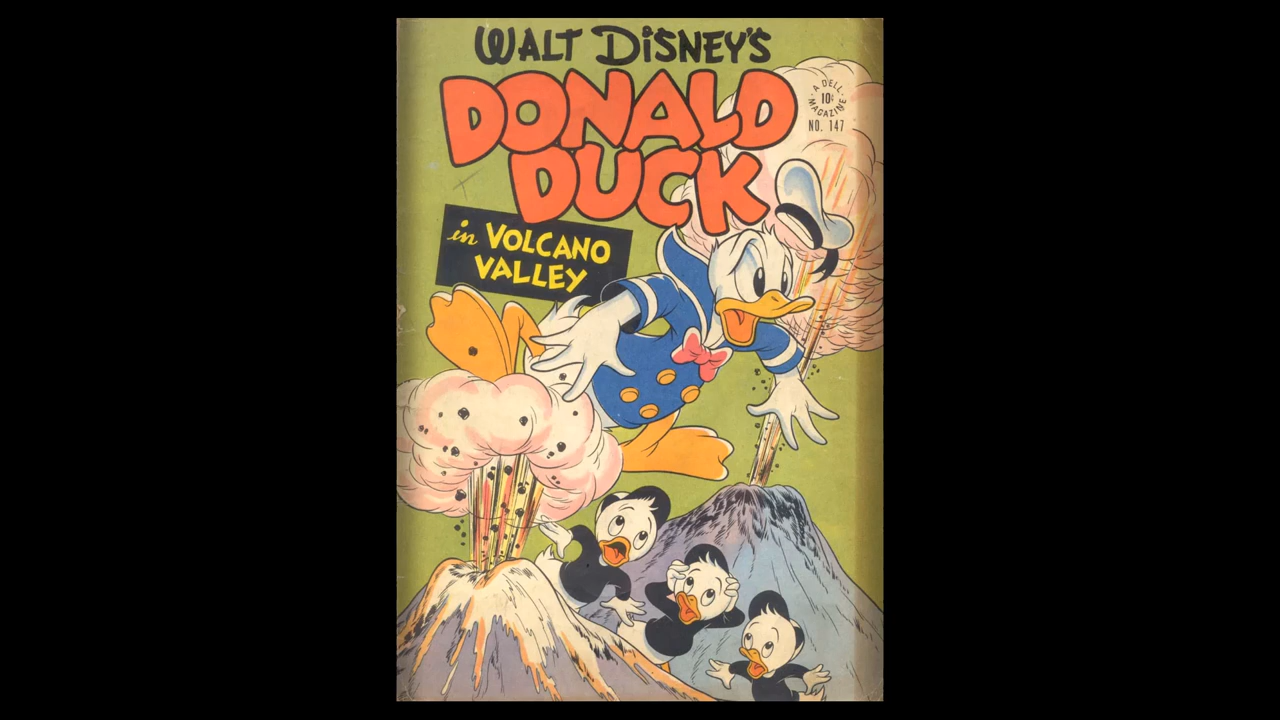 WALT DISNEY'S
DONALD
DUCK
in VOLCANO
VALLEY
A DELL
10¢
MAGAZINE
NO. 147